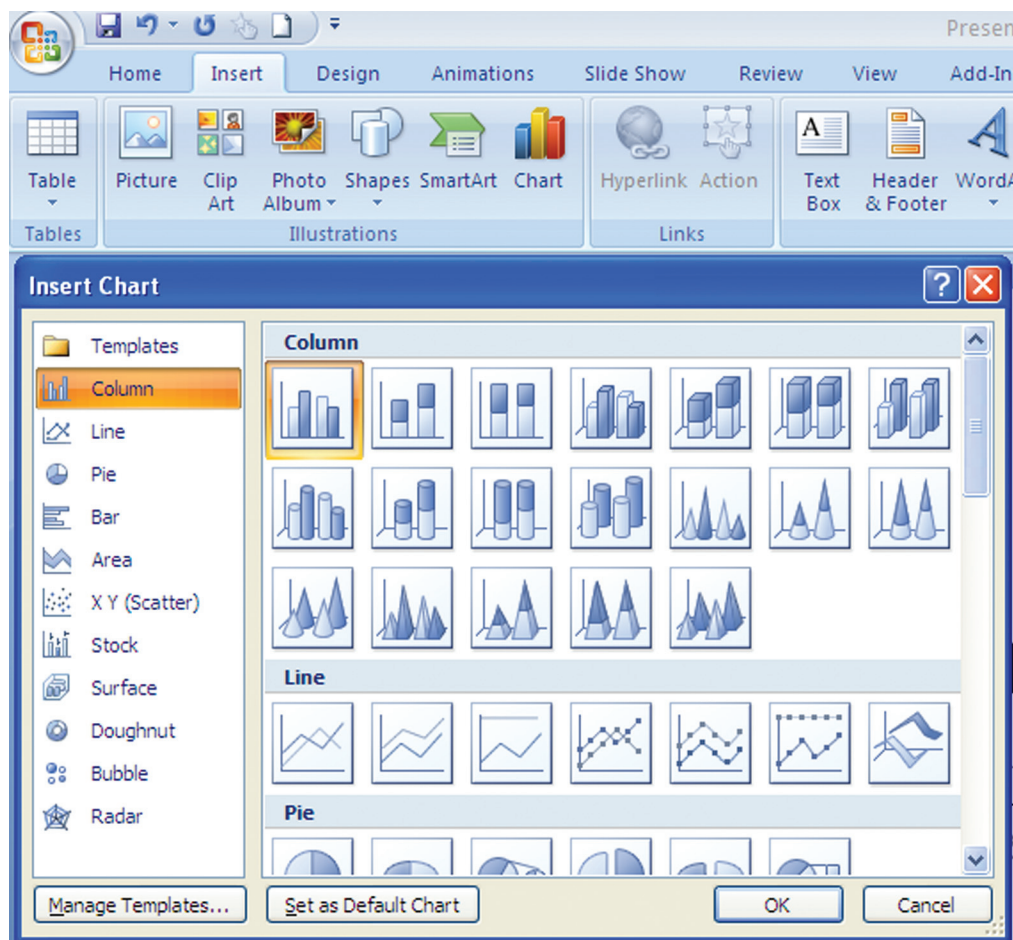 Presen
Home Insert Design Animations Slide Show Review View Add-In
Table Picture Clip Art Photo Album Shapes SmartArt Chart Hyperlink Action Text Box Header & Footer WordA
Tables Illustrations Links
Insert Chart
Templates
Column
Line
Pie
Bar
Area
X Y (Scatter)
Stock
Surface
Doughnut
Bubble
Radar
Column
Line
Pie
Manage Templates... Set as Default Chart OK Cancel